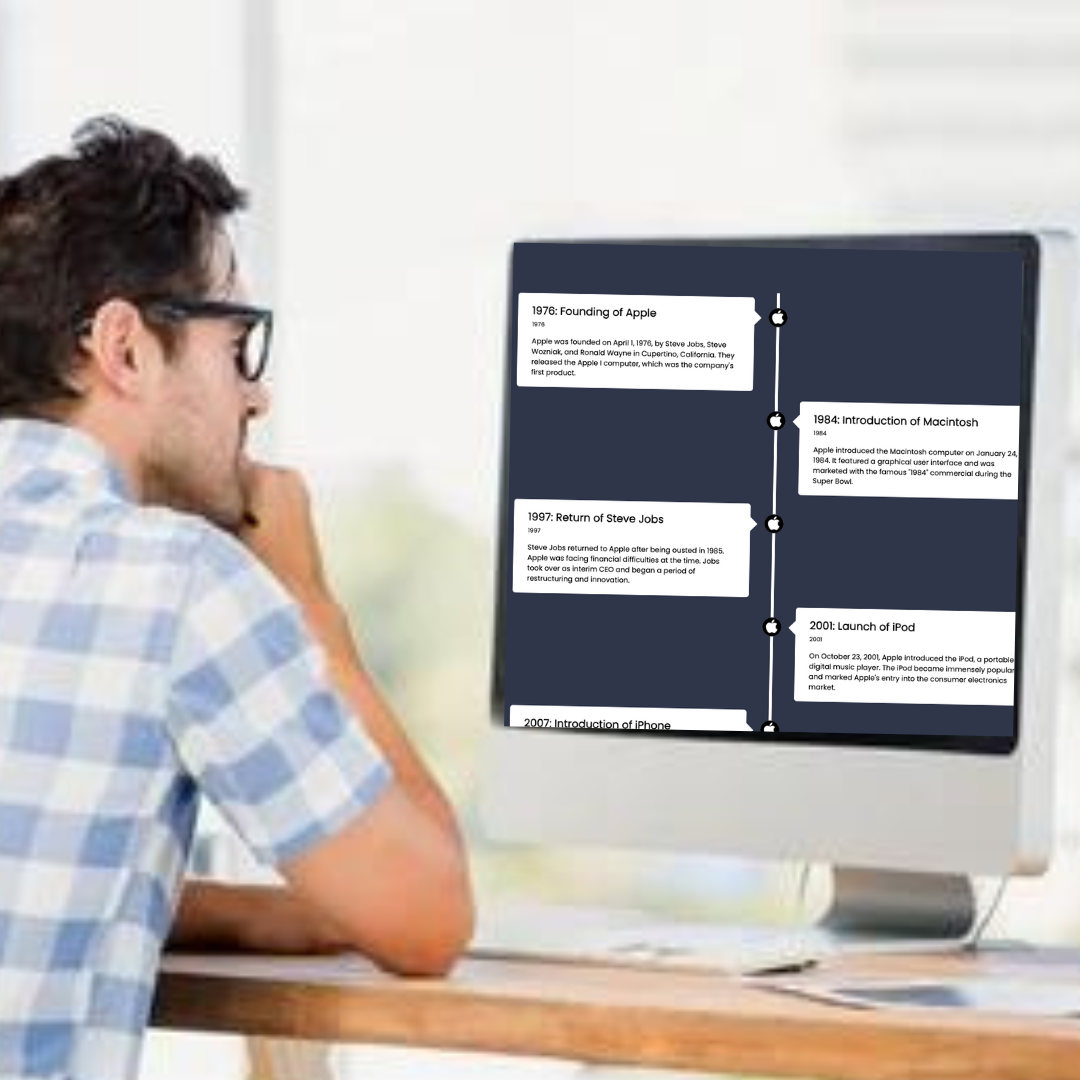 1976: Founding of Apple
1976
Apple was founded on April 1, 1976, by Steve Jobs, Steve
Wozniak, and Ronald Wayne in Cupertino, California. They
released the Apple I computer, which was the company's
first product.
1984: Introduction of Macintosh
1984
Apple introduced the Macintosh computer on January 24,
1984. It featured a graphical user interface and was
marketed with the famous "1984" commercial during the
Super Bowl.
1997: Return of Steve Jobs
1997
Steve Jobs returned to Apple after being ousted in 1985.
Apple was facing financial difficulties at the time. Jobs
took over as interim CEO and began a period of
restructuring and innovation.
2001: Launch of iPod
2001
On October 23, 2001, Apple introduced the iPod, a portable
digital music player. The iPod became immensely popular
and marked Apple's entry into the consumer electronics
market.
2007: Introduction of iPhone